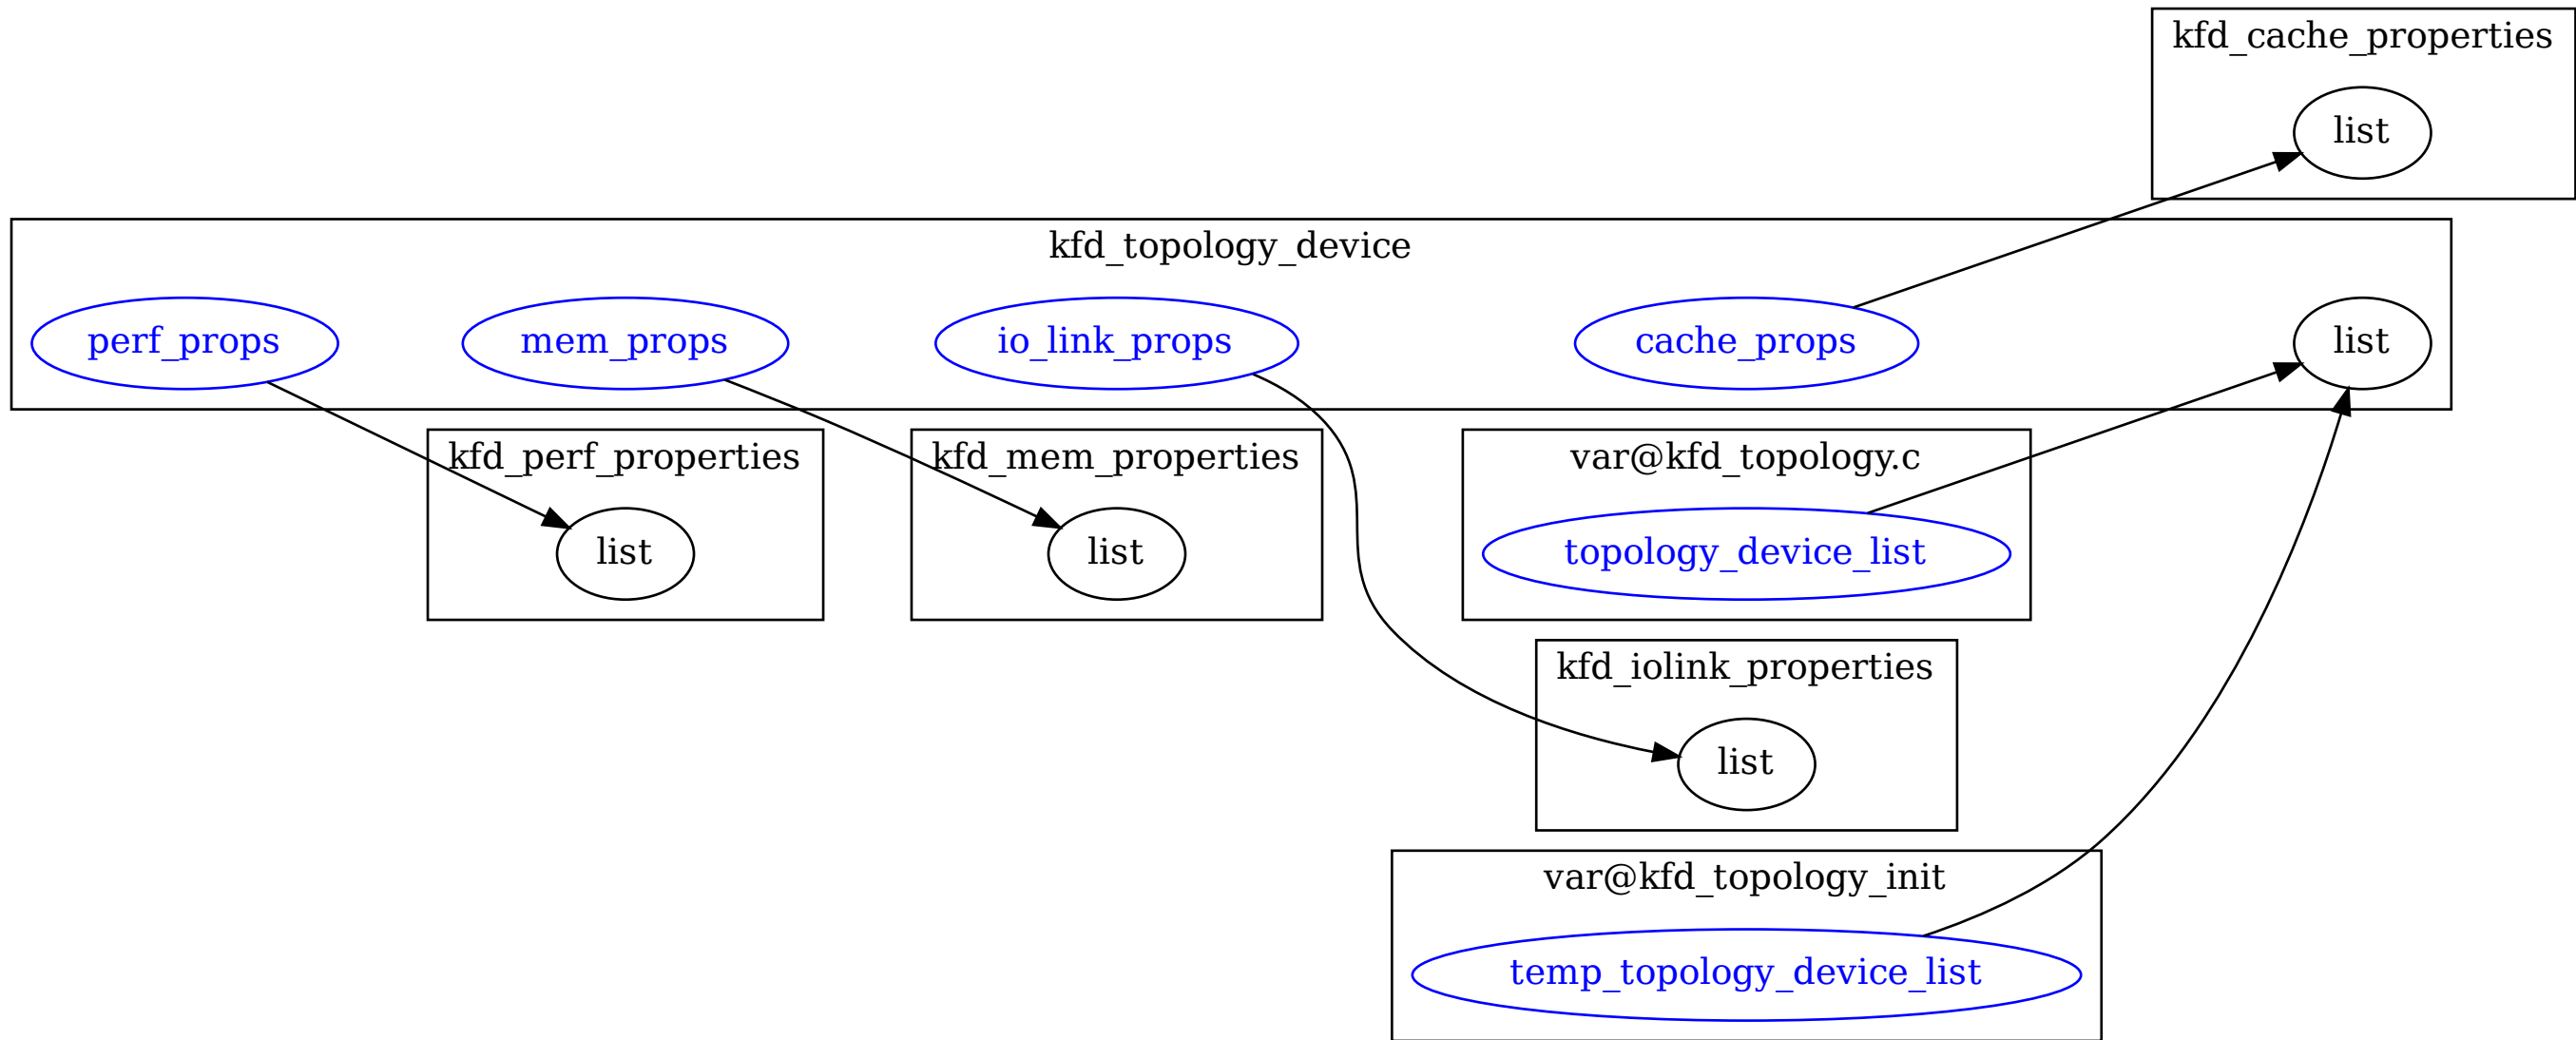 kfd_cache_properties
list
kfd_topology_device
perf_props
mem_props
io_link_props
cache_props
list
kfd_perf_properties
list
kfd_mem_properties
list
var@kfd_topology.c
topology_device_list
kfd_iolink_properties
list
var@kfd_topology_init
temp_topology_device_list